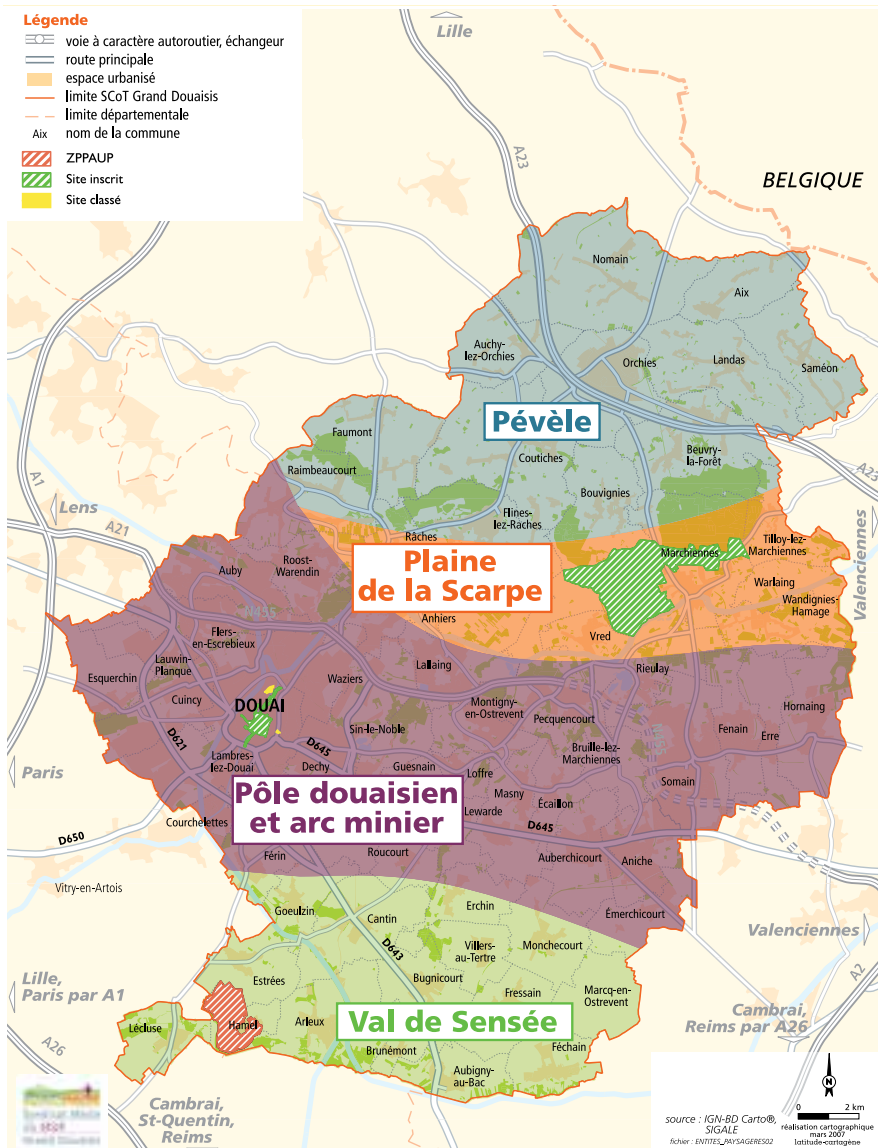 Légende
voie à caractère autoroutier, échangeur
route principale
espace urbanisé
limite SCoT Grand Douaisis
limite départementale
Aix nom de la commune
ZPPAUP
Site inscrit
Site classé
Lille
A23
BELGIQUE
Nomain
Aix
Auchy-
lez-Orchies
Orchies
Landas
Saméon
Pévèle
Faumont
Coutiches
Beuvry-
la-Forêt
Raimbeaucourt
A1
A23
Bouvignies
Lens
Flines-
lez-Raches
A21
Râches
Marchiennes
Tilloy-lez-
Marchiennes
Valenciennes
Plaine
de la Scarpe
Roost-
Warendin
Auby
Warlaing
Wandignies-
Hamage
N455
Anhiers
Vred
Flers-
en-Escrebieux
Lauwin-
Planque
Lallaing
Rieulay
Esquerchin
Waziers
Cuincy
DOUAI
Montigny-
en-Ostrevent
Hornaing
Pecquencourt
Sin-le-Noble
Fenain
Erre
D621
D645
Bruille-lez-
Marchiennes
Lambres-
lez-Douai
Dechy
Guesnain
Loffre
Somain
Paris
Masny
Écaillon
Lewarde
Pôle douaisien
et arc minier
Courchelettes
D645
D650
Férin
Roucourt
Auberchicourt
Aniche
Vitry-en-Artois
Émerchicourt
Erchin
Goeulzin
Cantin
Valenciennes
D643
Villers-
au-Tertre
Monchecourt
Lille,
Paris par A1
Estrées
Bugnicourt
A2
Fressain
Marcq-en-
Ostrevent
Cambrai,
Reims par A26
Lécluse
Hamel
Arleux
Val de Sensée
A26
Brunémont
Féchain
Aubigny-
au-Bac
Cambrai,
St-Quentin,
Reims
N
0 2 km
source : IGN-BD Carto®,
SIGALE
fichier : ENTITES_PAYSAGERES02
réalisation cartographique
mars 2007
latitude-cartagène